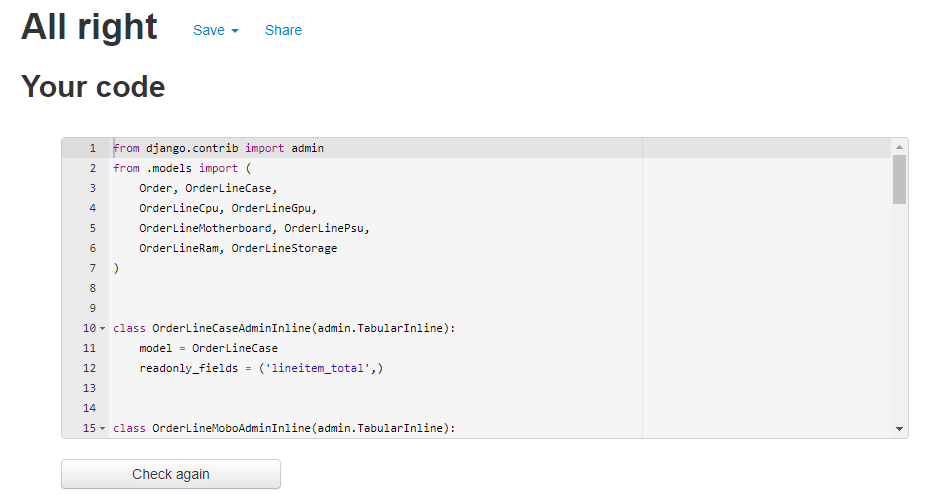 All right Save Share
Your code
1 from django.contrib import admin
2 from .models import (
3     Order, OrderLineCase,
4     OrderLineCpu, OrderLineGpu,
5     OrderLineMotherboard, OrderLinePsu,
6     OrderLineRam, OrderLineStorage
7 )
8
9
10 class OrderLineCaseAdminInline(admin.TabularInline):
11     model = OrderLineCase
12     readonly_fields = ('lineitem_total',)
13
14
15 class OrderLineMoboAdminInline(admin.TabularInline):
Check again